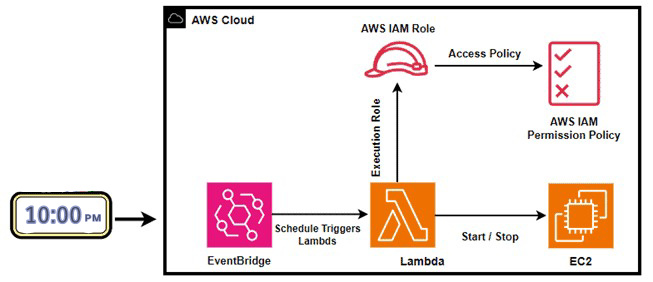 AWS Cloud
AWS IAM Role
Access Policy
AWS IAM
Permission Policy
Execution Role
10:00 PM
Schedule Triggers
Lambds
Start / Stop
EventBridge
Lambda
EC2